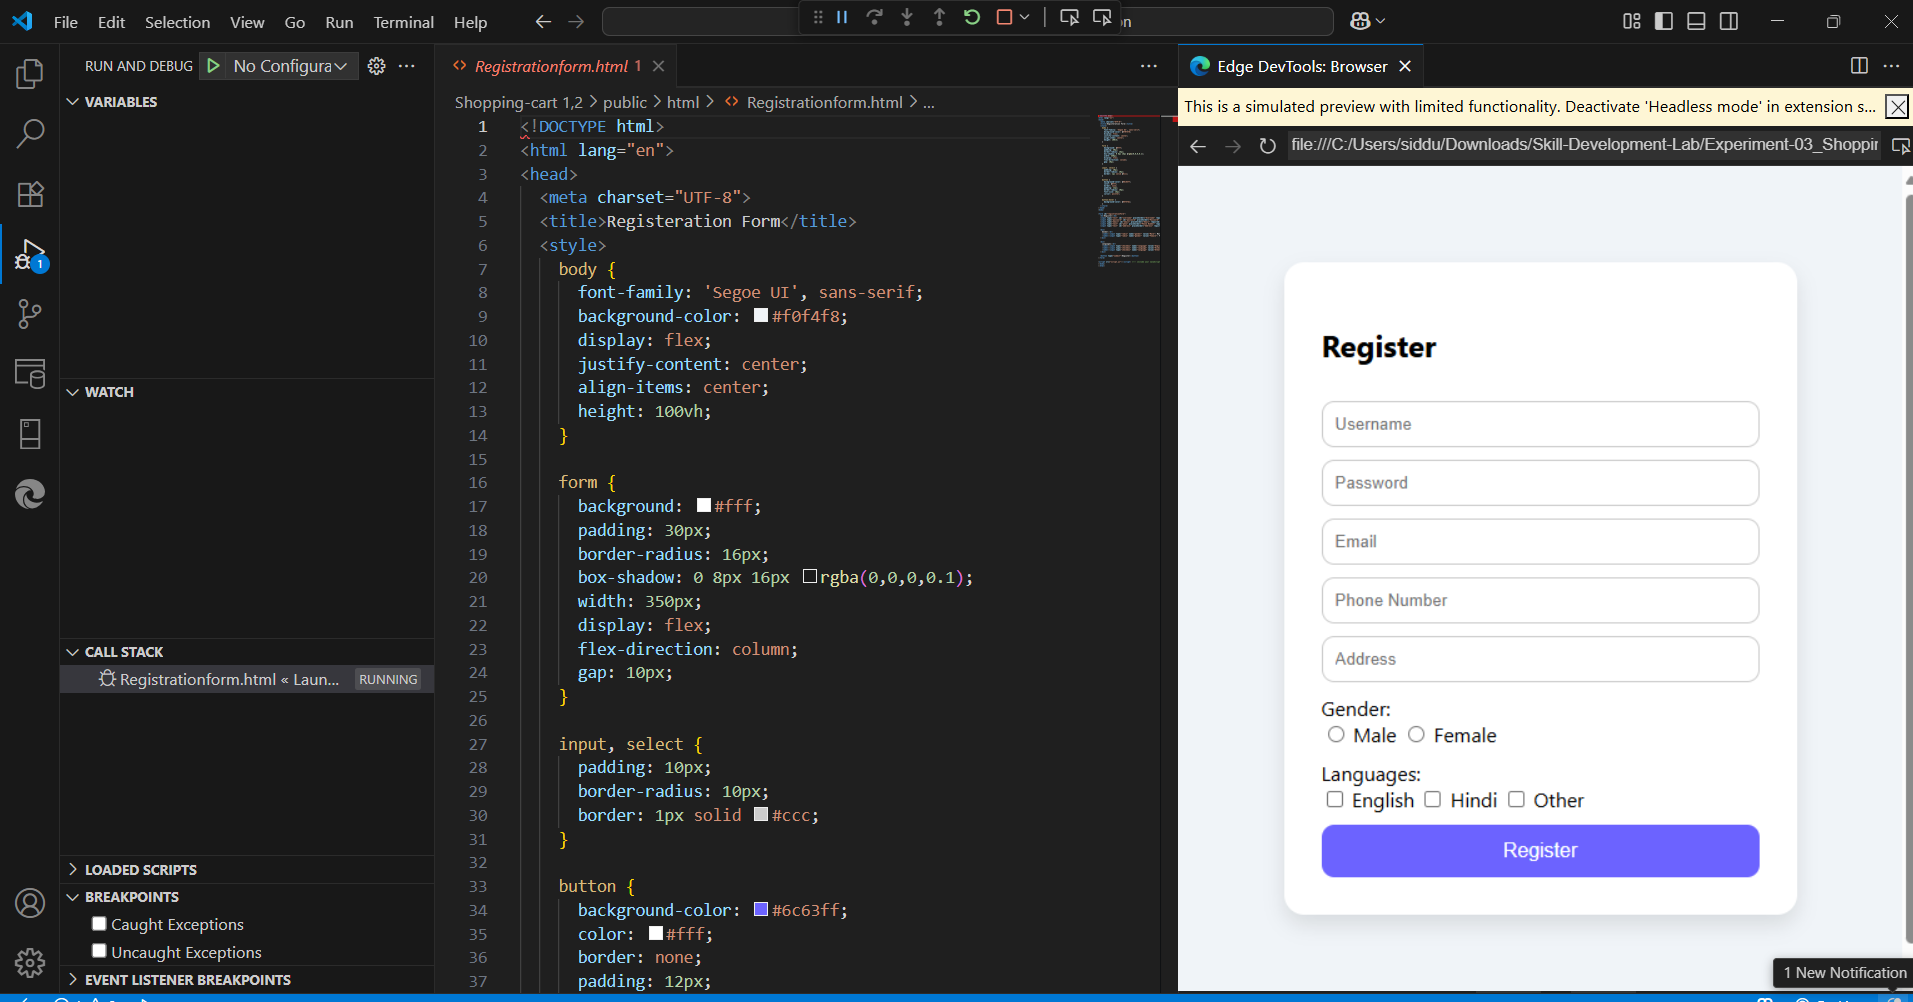 File Edit Selection View Go Run Terminal Help
RUN AND DEBUG No Configura
VARIABLES
WATCH
CALL STACK
Registrationform.html « Laun... RUNNING
LOADED SCRIPTS
BREAKPOINTS
Caught Exceptions
Uncaught Exceptions
EVENT LISTENER BREAKPOINTS
1
Registrationform.html 1
Shopping-cart 1,2 > public > html > Registrationform.html > ...
1 <!DOCTYPE html>
2 <html lang="en">
3 <head>
4 <meta charset="UTF-8">
5 <title>Registeration Form</title>
6 <style>
7 body {
8 font-family: 'Segoe UI', sans-serif;
9 background-color: #f0f4f8;
10 display: flex;
11 justify-content: center;
12 align-items: center;
13 height: 100vh;
14 }
15
16 form {
17 background: #fff;
18 padding: 30px;
19 border-radius: 16px;
20 box-shadow: 0 8px 16px rgba(0,0,0,0.1);
21 width: 350px;
22 display: flex;
23 flex-direction: column;
24 gap: 10px;
25 }
26
27 input, select {
28 padding: 10px;
29 border-radius: 10px;
30 border: 1px solid #ccc;
31 }
32
33 button {
34 background-color: #6c63ff;
35 color: #fff;
36 border: none;
37 padding: 12px;
Edge DevTools: Browser
This is a simulated preview with limited functionality. Deactivate 'Headless mode' in extension s...
file:///C:/Users/siddu/Downloads/Skill-Development-Lab/Experiment-03_Shoppin
Register
Username
Password
Email
Phone Number
Address
Gender:
Male Female
Languages:
English Hindi Other
Register
1 New Notification